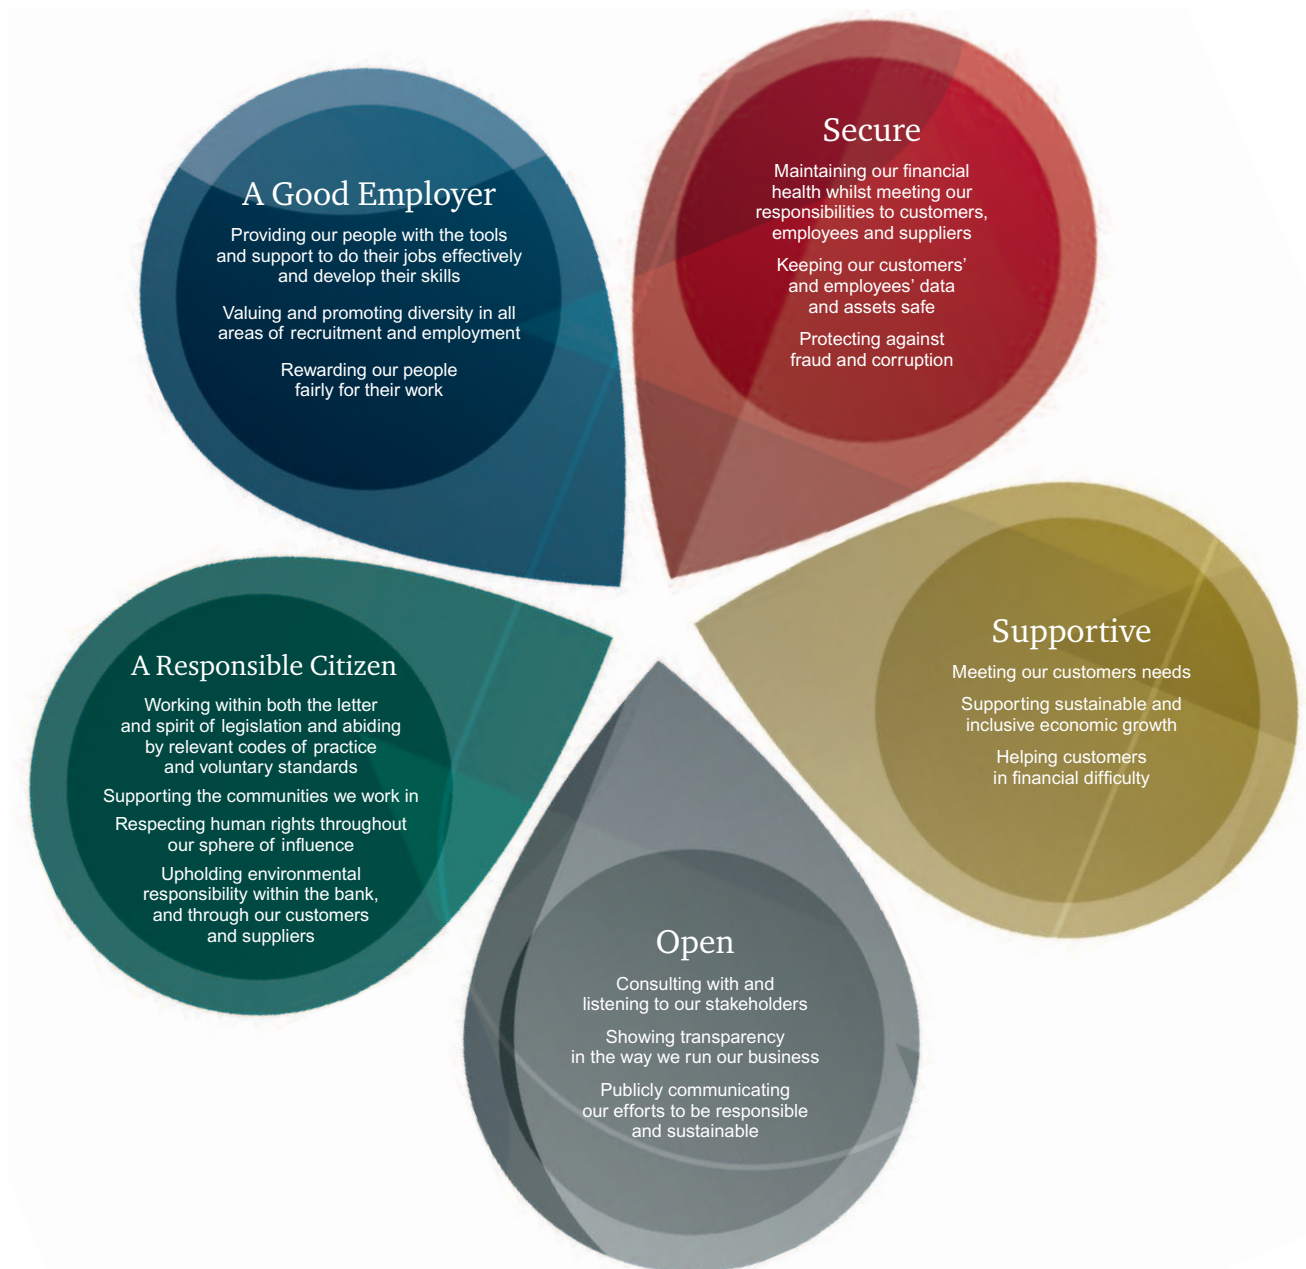 A Good Employer
Providing our people with the tools
and support to do their jobs effectively
and develop their skills
Valuing and promoting diversity in all
areas of recruitment and employment
Rewarding our people
fairly for their work
Secure
Maintaining our financial
health whilst meeting our
responsibilities to customers,
employees and suppliers
Keeping our customers’
and employees’ data
and assets safe
Protecting against
fraud and corruption
Supportive
Meeting our customers needs
Supporting sustainable and
inclusive economic growth
Helping customers
in financial difficulty
A Responsible Citizen
Working within both the letter
and spirit of legislation and abiding
by relevant codes of practice
and voluntary standards
Supporting the communities we work in
Respecting human rights throughout
our sphere of influence
Upholding environmental
responsibility within the bank,
and through our customers
and suppliers
Open
Consulting with and
listening to our stakeholders
Showing transparency
in the way we run our business
Publicly communicating
our efforts to be responsible
and sustainable